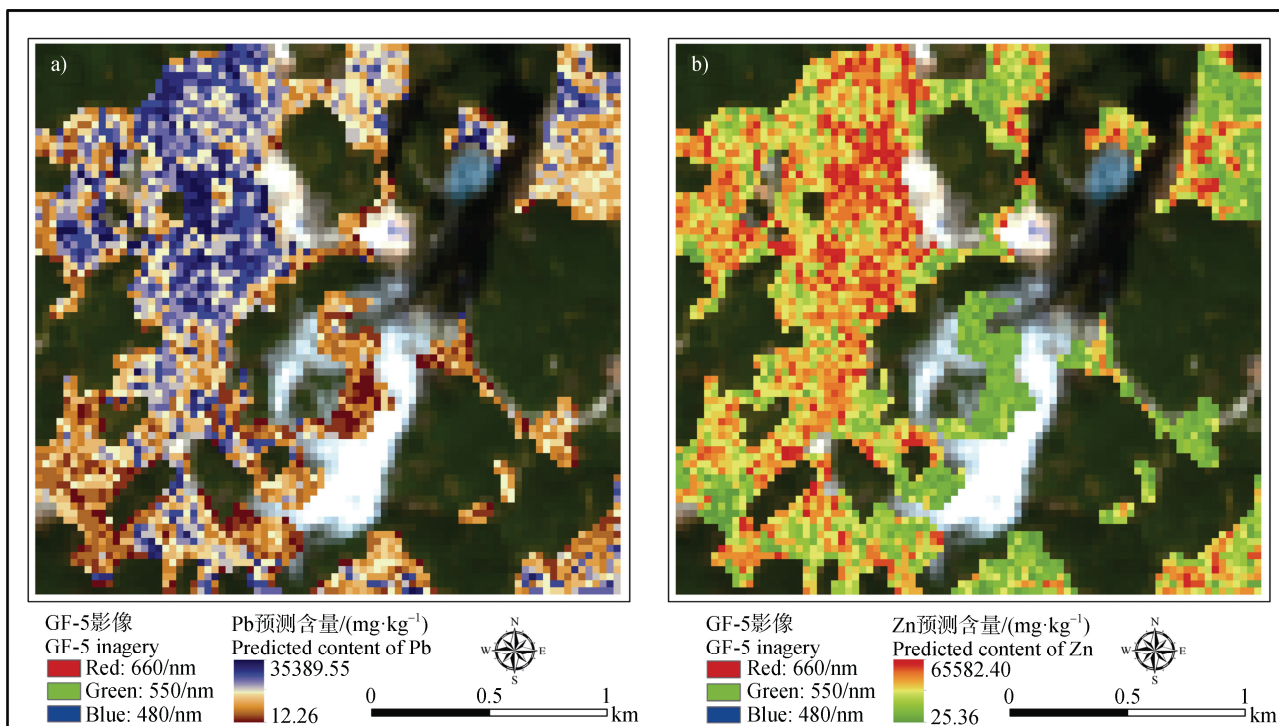 a)
b)
GF-5影像
GF-5 inagery
Red: 660/nm
Green: 550/nm
Blue: 480/nm
Pb预测含量/(mg·kg⁻¹)
Predicted content of Pb
35389.55
12.26
N
W E
S
0 0.5 1
km
GF-5影像
GF-5 inagery
Red: 660/nm
Green: 550/nm
Blue: 480/nm
Zn预测含量/(mg·kg⁻¹)
Predicted content of Zn
65582.40
25.36
N
W E
S
0 0.5 1
km